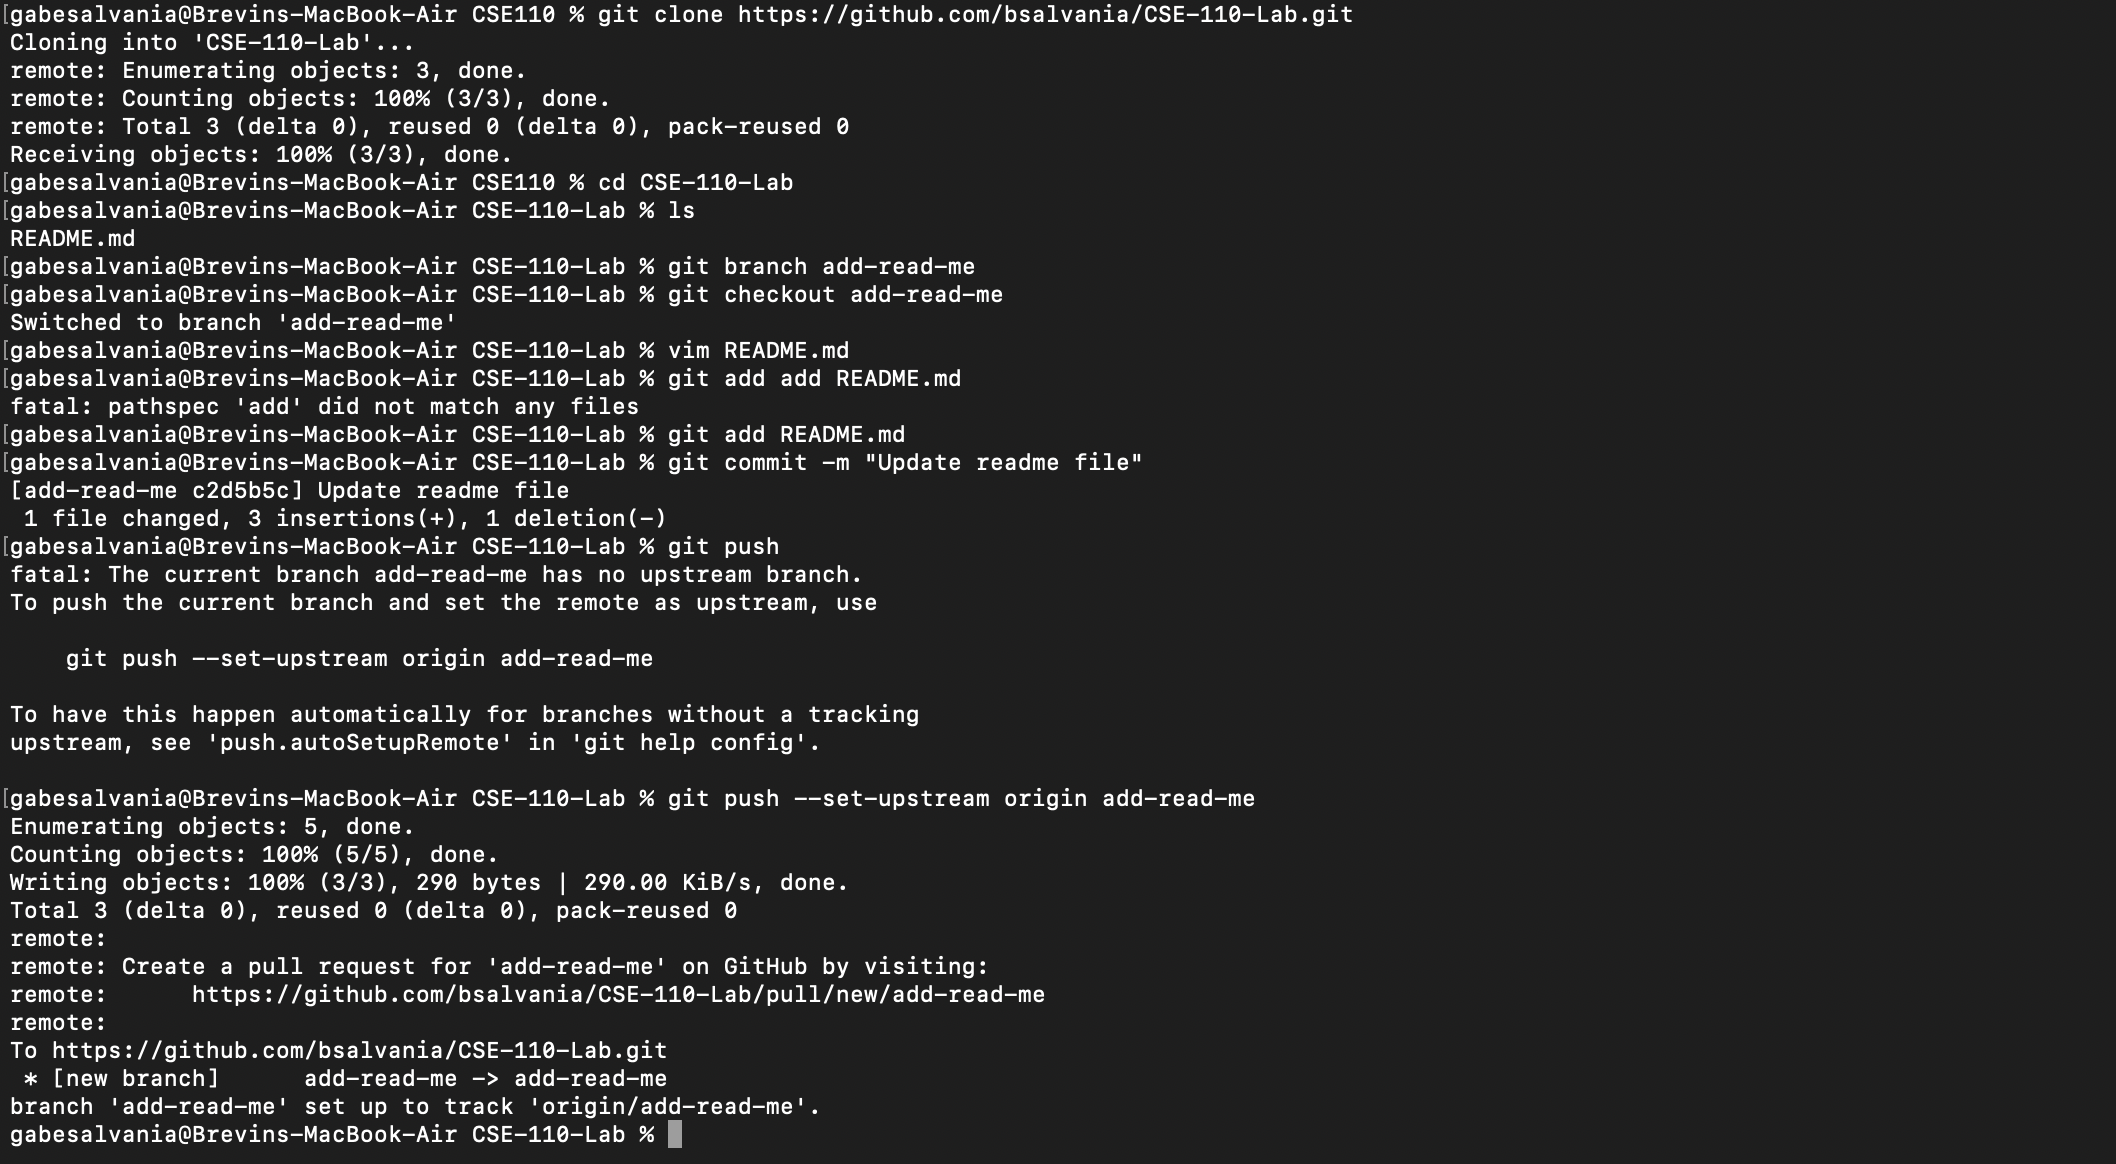 [gabesalvania@Brevins-MacBook-Air CSE110 % git clone https://github.com/bsalvania/CSE-110-Lab.git
Cloning into 'CSE-110-Lab'...
remote: Enumerating objects: 3, done.
remote: Counting objects: 100% (3/3), done.
remote: Total 3 (delta 0), reused 0 (delta 0), pack-reused 0
Receiving objects: 100% (3/3), done.
[gabesalvania@Brevins-MacBook-Air CSE110 % cd CSE-110-Lab
[gabesalvania@Brevins-MacBook-Air CSE-110-Lab % ls
README.md
[gabesalvania@Brevins-MacBook-Air CSE-110-Lab % git branch add-read-me
[gabesalvania@Brevins-MacBook-Air CSE-110-Lab % git checkout add-read-me
Switched to branch 'add-read-me'
[gabesalvania@Brevins-MacBook-Air CSE-110-Lab % vim README.md
[gabesalvania@Brevins-MacBook-Air CSE-110-Lab % git add add README.md
fatal: pathspec 'add' did not match any files
[gabesalvania@Brevins-MacBook-Air CSE-110-Lab % git add README.md
[gabesalvania@Brevins-MacBook-Air CSE-110-Lab % git commit -m "Update readme file"
[add-read-me c2d5b5c] Update readme file
 1 file changed, 3 insertions(+), 1 deletion(-)
[gabesalvania@Brevins-MacBook-Air CSE-110-Lab % git push
fatal: The current branch add-read-me has no upstream branch.
To push the current branch and set the remote as upstream, use
    git push --set-upstream origin add-read-me
To have this happen automatically for branches without a tracking
upstream, see 'push.autoSetupRemote' in 'git help config'.
[gabesalvania@Brevins-MacBook-Air CSE-110-Lab % git push --set-upstream origin add-read-me
Enumerating objects: 5, done.
Counting objects: 100% (5/5), done.
Writing objects: 100% (3/3), 290 bytes | 290.00 KiB/s, done.
Total 3 (delta 0), reused 0 (delta 0), pack-reused 0
remote:
remote: Create a pull request for 'add-read-me' on GitHub by visiting:
remote:      https://github.com/bsalvania/CSE-110-Lab/pull/new/add-read-me
remote:
To https://github.com/bsalvania/CSE-110-Lab.git
 * [new branch]      add-read-me -> add-read-me
branch 'add-read-me' set up to track 'origin/add-read-me'.
gabesalvania@Brevins-MacBook-Air CSE-110-Lab %